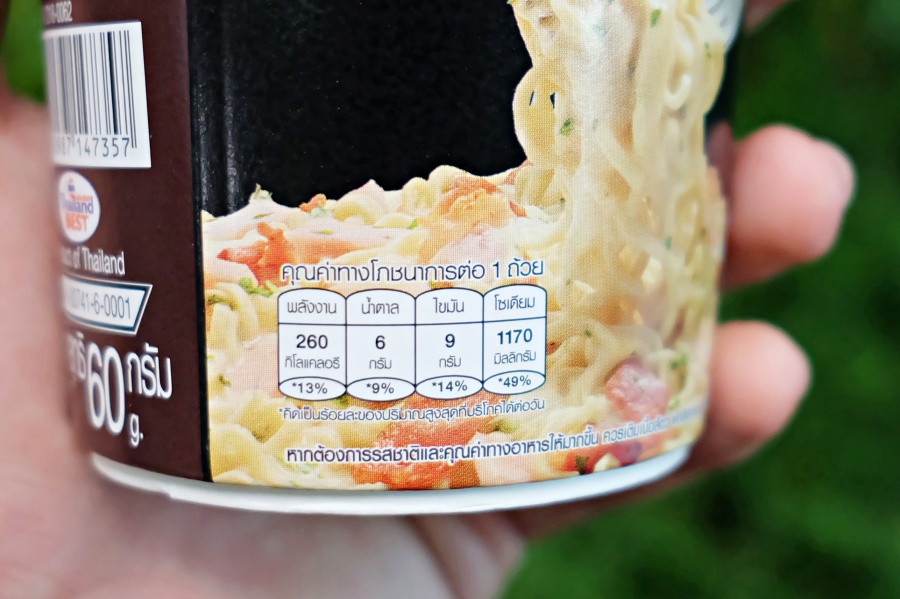 147357
Thailand
BEST
of Thailand
0741-6-0001
60 กรัม
g.
คุณค่าทางโภชนาการต่อ 1 ถ้วย
พลังงาน น้ำตาล ไขมัน โซเดียม
260 6 9 1170
กิโลแคลอรี กรัม กรัม มิลลิกรัม
*13% *9% *14% *49%
*คิดเป็นร้อยละของปริมาณสูงสุดที่บริโภคได้ต่อวัน
หากต้องการรสชาติและคุณค่าทางอาหารให้มากขึ้น ควรเติมเนื้อสัตว์